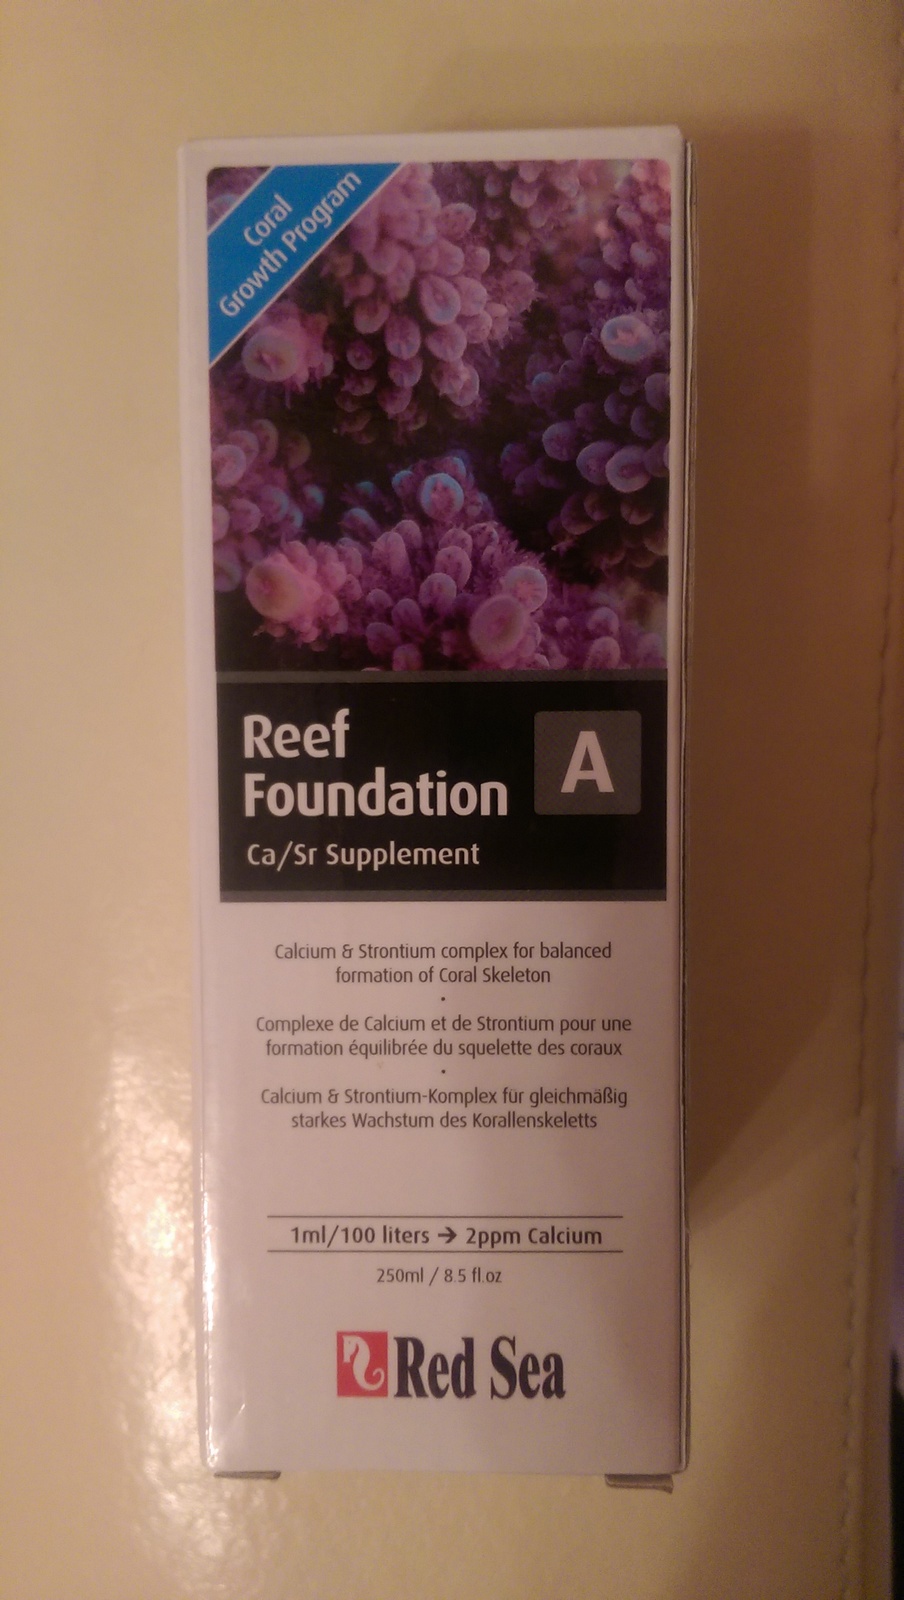 Coral
Growth Program
Reef
Foundation
A
Ca/Sr Supplement
Calcium & Strontium complex for balanced
formation of Coral Skeleton
•
Complexe de Calcium et de Strontium pour une
formation équilibrée du squelette des coraux
•
Calcium & Strontium-Komplex für gleichmäßig
starkes Wachstum des Korallenskeletts
1ml/100 liters → 2ppm Calcium
250ml / 8.5 fl.oz
Red Sea